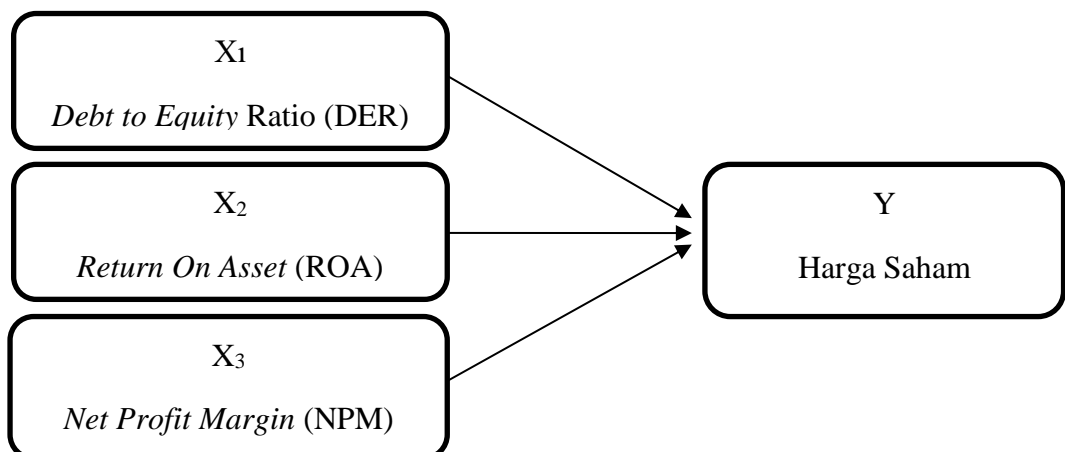 X1
Debt to Equity Ratio (DER)
X2
Return On Asset (ROA)
X3
Net Profit Margin (NPM)
Y
Harga Saham